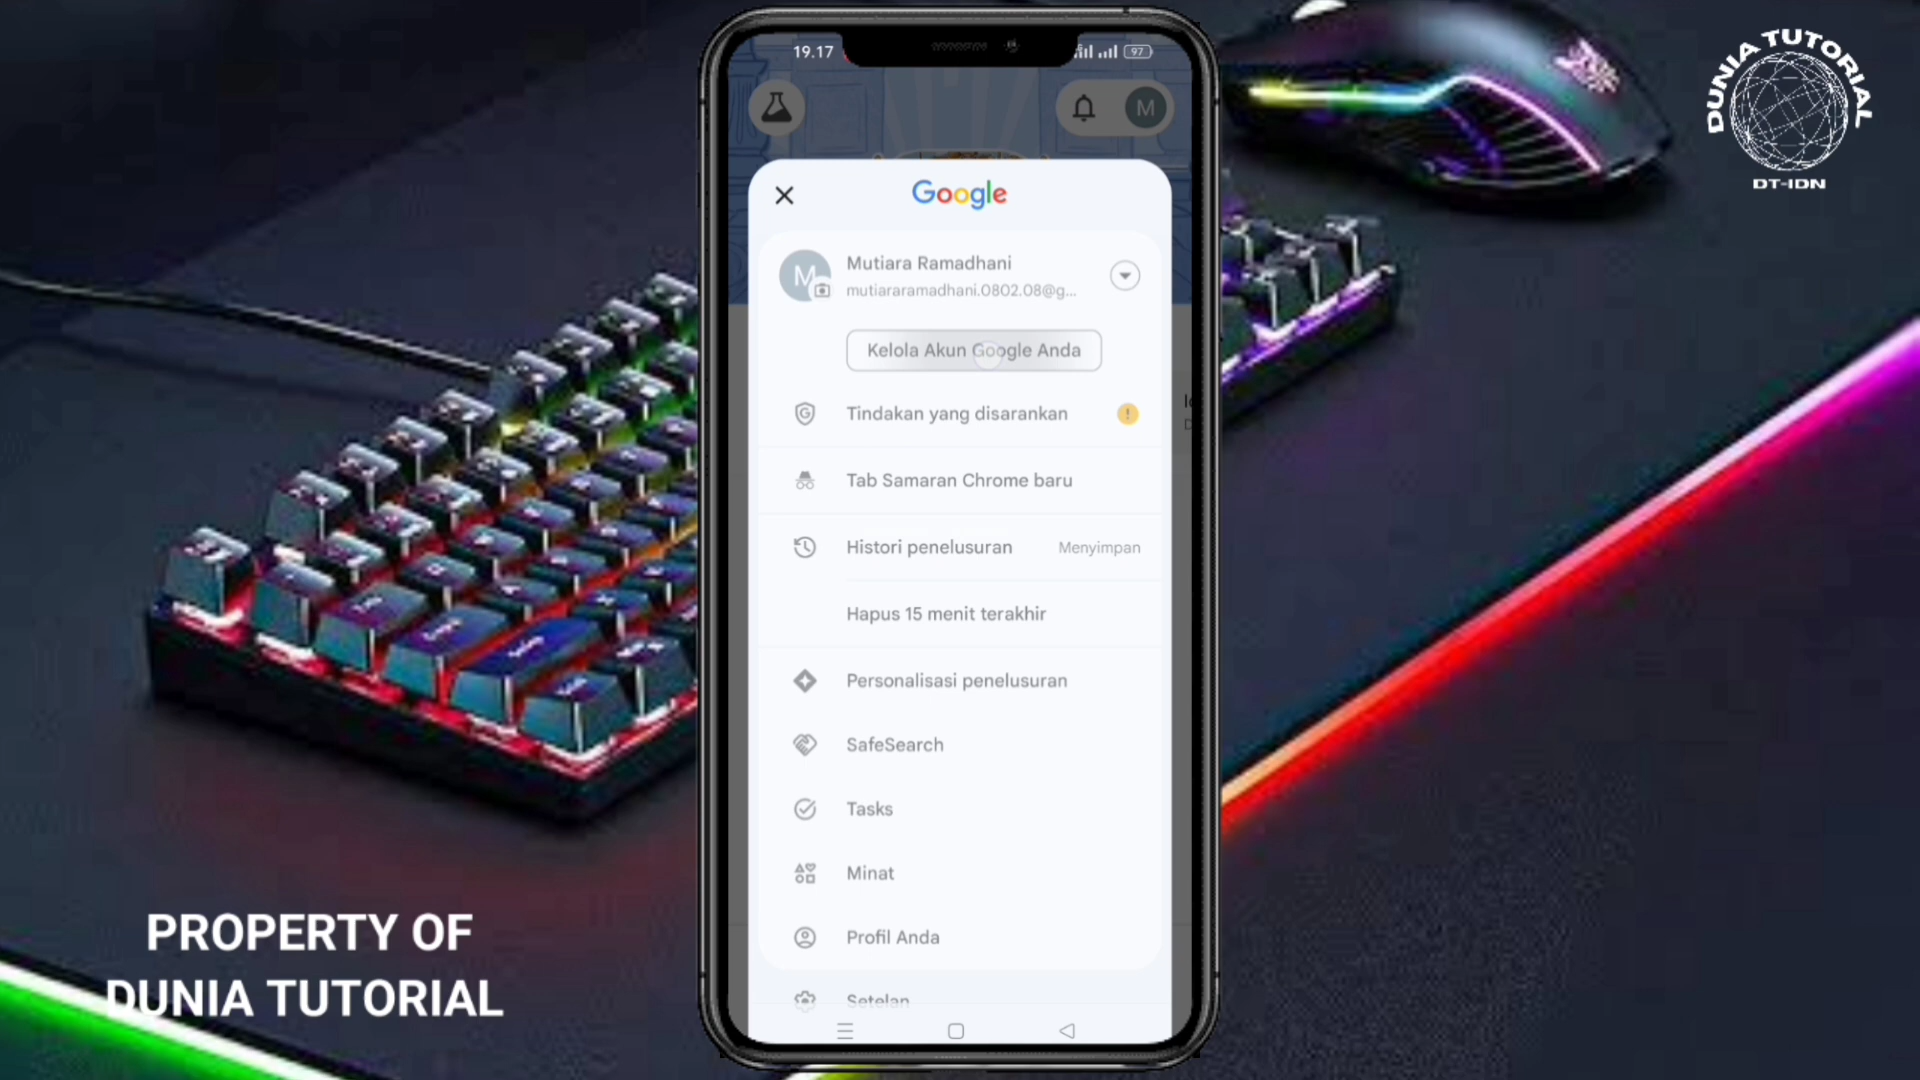 19.17
97
M
DUNIA TUTORIAL
DT-IDN
Google
M
Mutiara Ramadhani
mutiararamadhani.0802.08@g...
Kelola Akun Google Anda
Tindakan yang disarankan
Tab Samaran Chrome baru
Histori penelusuran Menyimpan
Hapus 15 menit terakhir
Personalisasi penelusuran
SafeSearch
Tasks
Minat
Profil Anda
Setelan
PROPERTY OF
DUNIA TUTORIAL